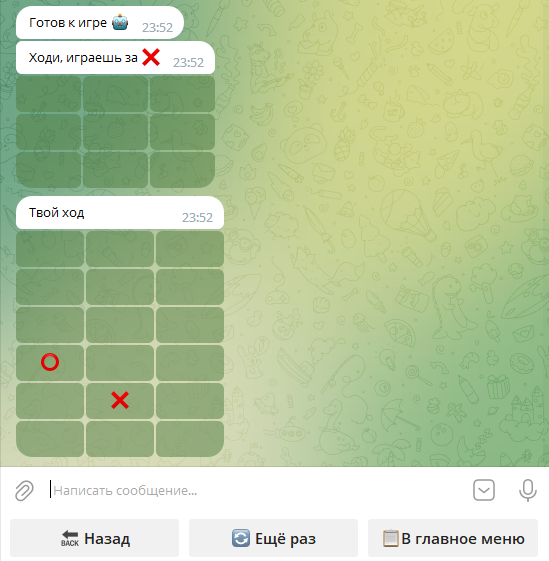 Готов к игре 🤖 23:52
Ходи, играешь за ❌ 23:52
Твой ход 23:52
⭕
❌
Написать сообщение...
BACK Назад
Ещё раз
В главное меню